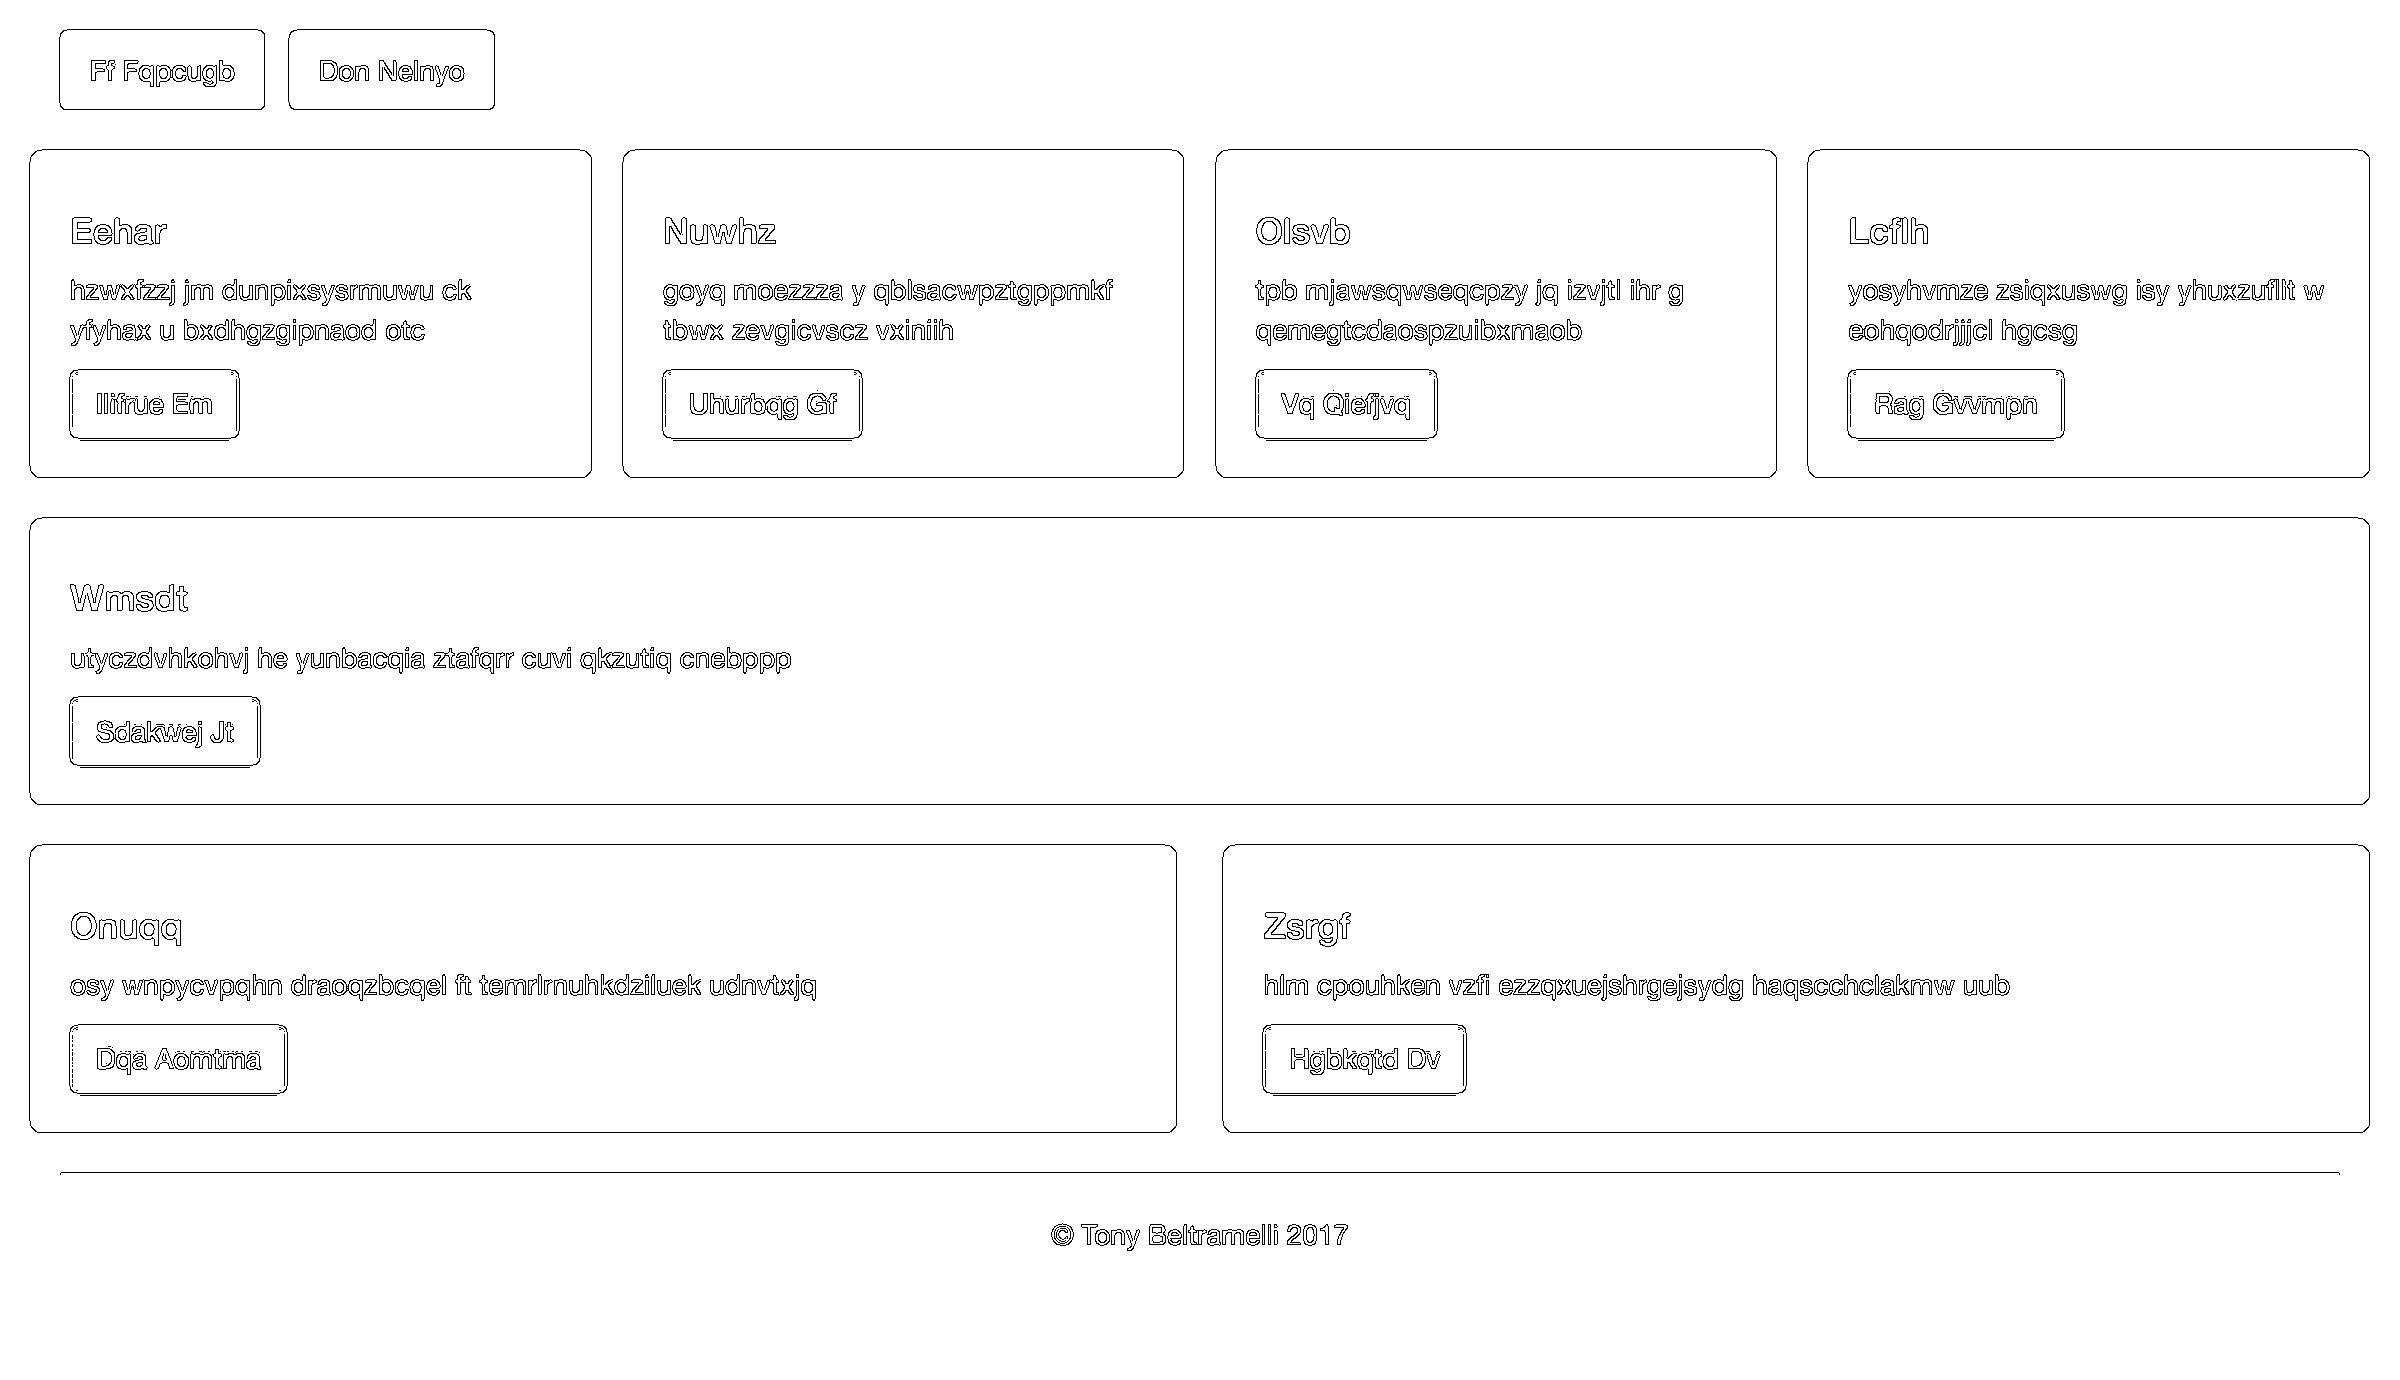 Ff Fqpcugb
Don Nelnyo
Eehar
hzwxfzzj jm dunpixsysrmuwu ck
yfyhax u bxdhgzgipnaod otc
Ilifrue Em
Nuwhz
goyq moezzza y qblsacwpztgppmkf
tbwx zevgicvscz vxiniih
Uhurbqg Gf
Olsvb
tpb mjawsqwseqcpzy jq izvjtl ihr g
qemegtcdaospzuibxmaob
Vq Qiefjvq
Lcflh
yosyhvmze zsiqxuswg isy yhuxzufllt w
eohqodrjjjcl hgcsg
Rag Gvvmpn
Wmsdt
utyczdvhkohvj he yunbacqia ztafqrr cuvi qkzutiq cnebppp
Sdakwej Jt
Onuqq
osy wnpycvpqhn draoqzbcqel ft temrlrnuhkdziluek udnvtxjq
Dqa Aomtma
Zsrgf
hlm cpouhken vzfi ezzqxuejshrgejsydg haqscchclakmw uub
Hgbkqtd Dv
© Tony Beltramelli 2017